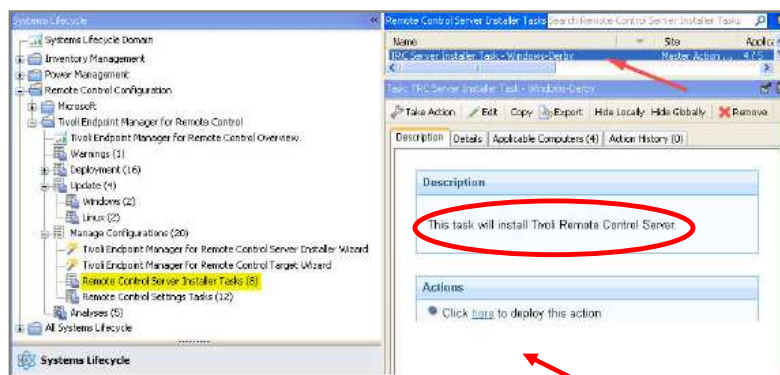 Systems Lifecycle
Systems Lifecycle Domain
Inventory Management
Power Management
Remote Control Configuration
Microsoft
Tivoli Endpoint Manager for Remote Control
Tivoli Endpoint Manager for Remote Control Overview
Warnings (1)
Deployment (16)
Update (4)
Windows (2)
Linux (2)
Manage Configurations (20)
Tivoli Endpoint Manager for Remote Control Server Installer Wizard
Tivoli Endpoint Manager for Remote Control Target Wizard
Remote Control Server Installer Tasks (8)
Remote Control Settings Tasks (12)
Analyses (5)
All Systems Lifecycle
Systems Lifecycle
Remote Control Server Installer Tasks Search Remote Control Server Installer Tasks
Name Site Applica
TRC Server Installer Task - Windows-Derby Master Action ... 4 / 5
Task: TRC Server Installer Task - Windows-Derby
Take Action Edit Copy Export Hide Locally Hide Globally Remove
Description Details Applicable Computers (4) Action History (0)
Description
This task will install Tivoli Remote Control Server.
Actions
Click here to deploy this action